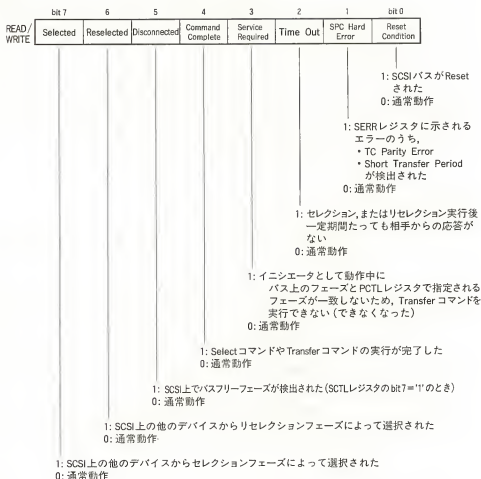 bit 7 6 5 4 3 2 1 bit 0
READ/
WRITE
Selected
Reselected
Disconnected
Command
Complete
Service
Required
Time Out
SPC Hard
Error
Reset
Condition
1: SCSIバスがReset
された
0: 通常動作
1: SERRレジスタに示される
エラーのうち,
・TC Parity Error
・Short Transfer Period
が検出された
0: 通常動作
1: セレクション,またはリセレクション実行後
一定期間たっても相手からの応答が
ない
0: 通常動作
1: イニシエータとして動作中に
バス上のフェーズとPCTLレジスタで指定される
フェーズが一致しないため, Transferコマンドを
実行できない(できなくなった)
0: 通常動作
1: SelectコマンドやTransferコマンドの実行が完了した
0: 通常動作
1: SCSI上でバスフリーフェーズが検出された(SCTLレジスタのbit7='1'のとき)
0: 通常動作
1: SCSI上の他のデバイスからリセレクションフェーズによって選択された
0: 通常動作
1: SCSI上の他のデバイスからセレクションフェーズによって選択された
0: 通常動作